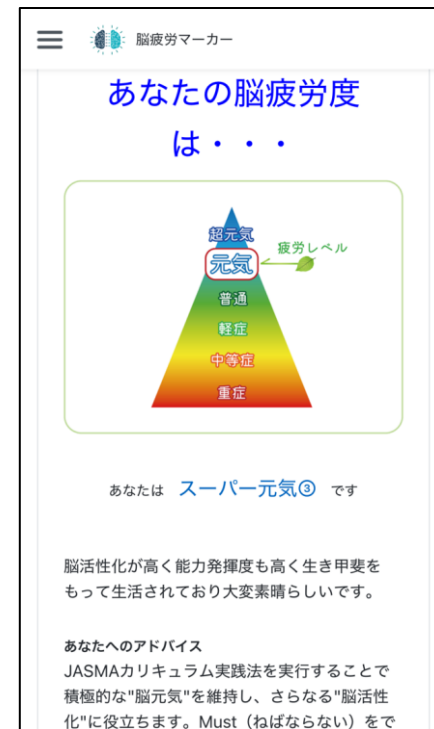 脳疲労マーカー
あなたの脳疲労度
は・・・
超元気
疲労レベル
元気
普通
軽症
中等症
重症
あなたは スーパー元気③ です
脳活性化が高く能力発揮度も高く生き甲斐を
もって生活されており大変素晴らしいです。
あなたへのアドバイス
JASMAカリキュラム実践法を実行することで
積極的な"脳元気"を維持し、さらなる"脳活性
化"に役立ちます。Must（ねばならない）をで